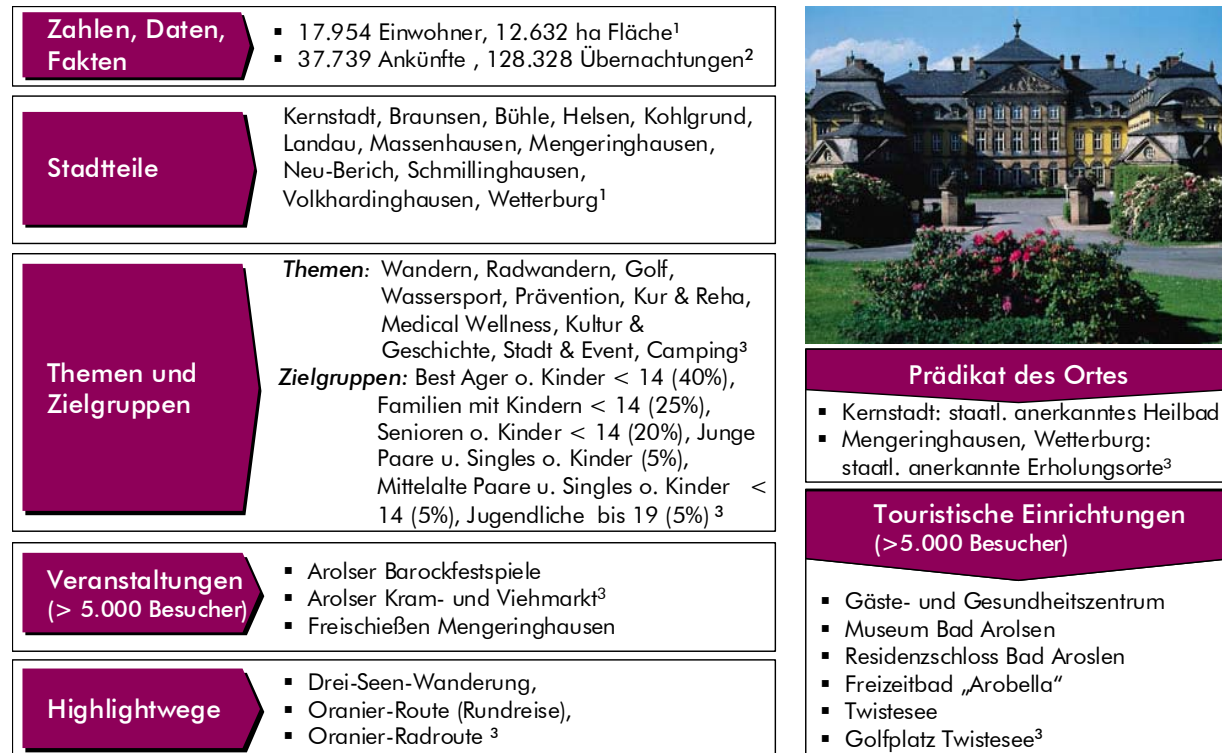 Zahlen, Daten,
Fakten
▪ 17.954 Einwohner, 12.632 ha Fläche¹
▪ 37.739 Ankünfte , 128.328 Übernachtungen²
Stadtteile
Kernstadt, Braunsen, Bühle, Helsen, Kohlgrund,
Landau, Massenhausen, Mengeringhausen,
Neu-Berich, Schmillinghausen,
Volkhardinghausen, Wetterburg¹
Themen und
Zielgruppen
Themen: Wandern, Radwandern, Golf,
Wassersport, Prävention, Kur & Reha,
Medical Wellness, Kultur &
Geschichte, Stadt & Event, Camping³
Zielgruppen: Best Ager o. Kinder < 14 (40%),
Familien mit Kindern < 14 (25%),
Senioren o. Kinder < 14 (20%), Junge
Paare u. Singles o. Kinder (5%),
Mittelalte Paare u. Singles o. Kinder <
14 (5%), Jugendliche bis 19 (5%) ³
Veranstaltungen
(> 5.000 Besucher)
▪ Arolser Barockfestspiele
▪ Arolser Kram- und Viehmarkt³
▪ Freischießen Mengeringhausen
Highlightwege
▪ Drei-Seen-Wanderung,
▪ Oranier-Route (Rundreise),
▪ Oranier-Radroute ³
Prädikat des Ortes
▪ Kernstadt: staatl. anerkanntes Heilbad
▪ Mengeringhausen, Wetterburg:
staatl. anerkannte Erholungsorte³
Touristische Einrichtungen
(>5.000 Besucher)
▪ Gäste- und Gesundheitszentrum
▪ Museum Bad Arolsen
▪ Residenzschloss Bad Aroslen
▪ Freizeitbad „Arobella“
▪ Twistesee
▪ Golfplatz Twistesee³